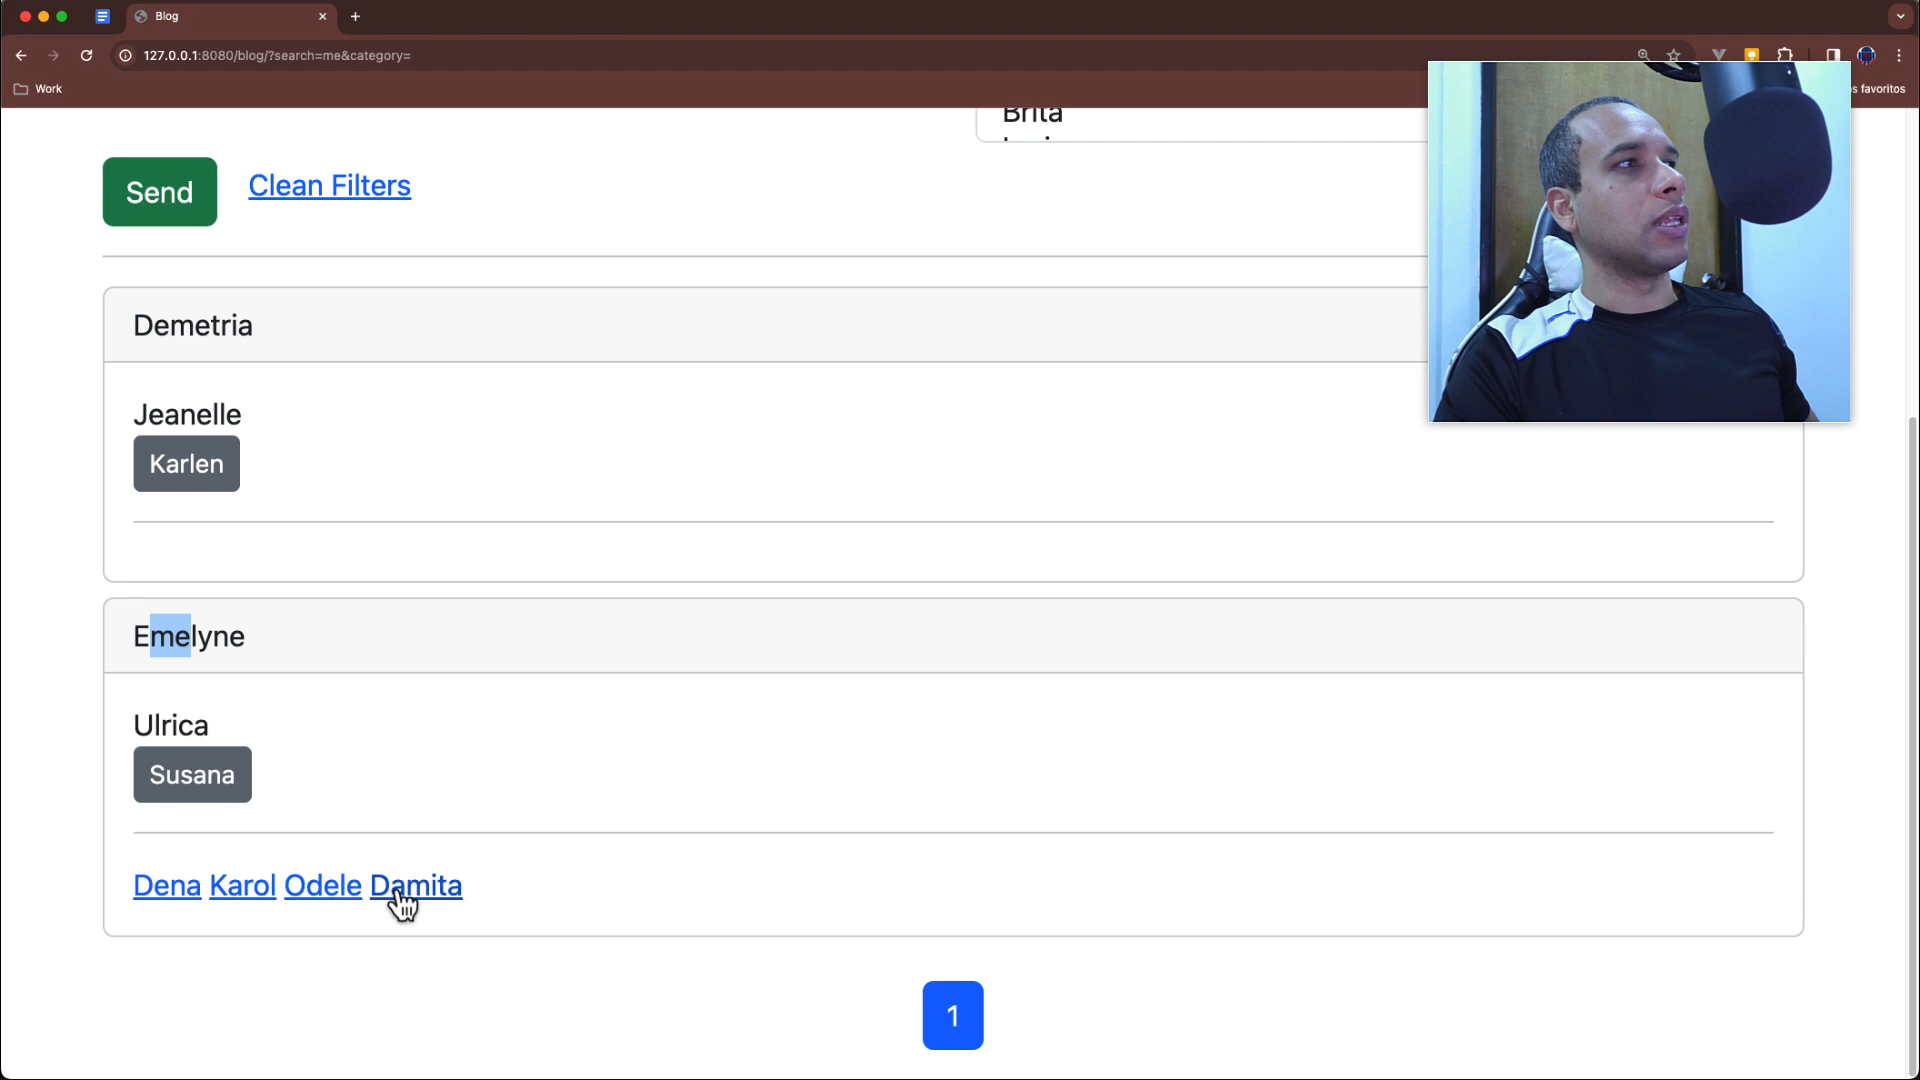 Blog
127.0.0.1:8080/blog/?search=me&category=
Work
s favoritos
Brita
Send
Clean Filters
Demetria
Jeanelle
Karlen
Emelyne
Ulrica
Susana
Dena Karol Odele Damita
1